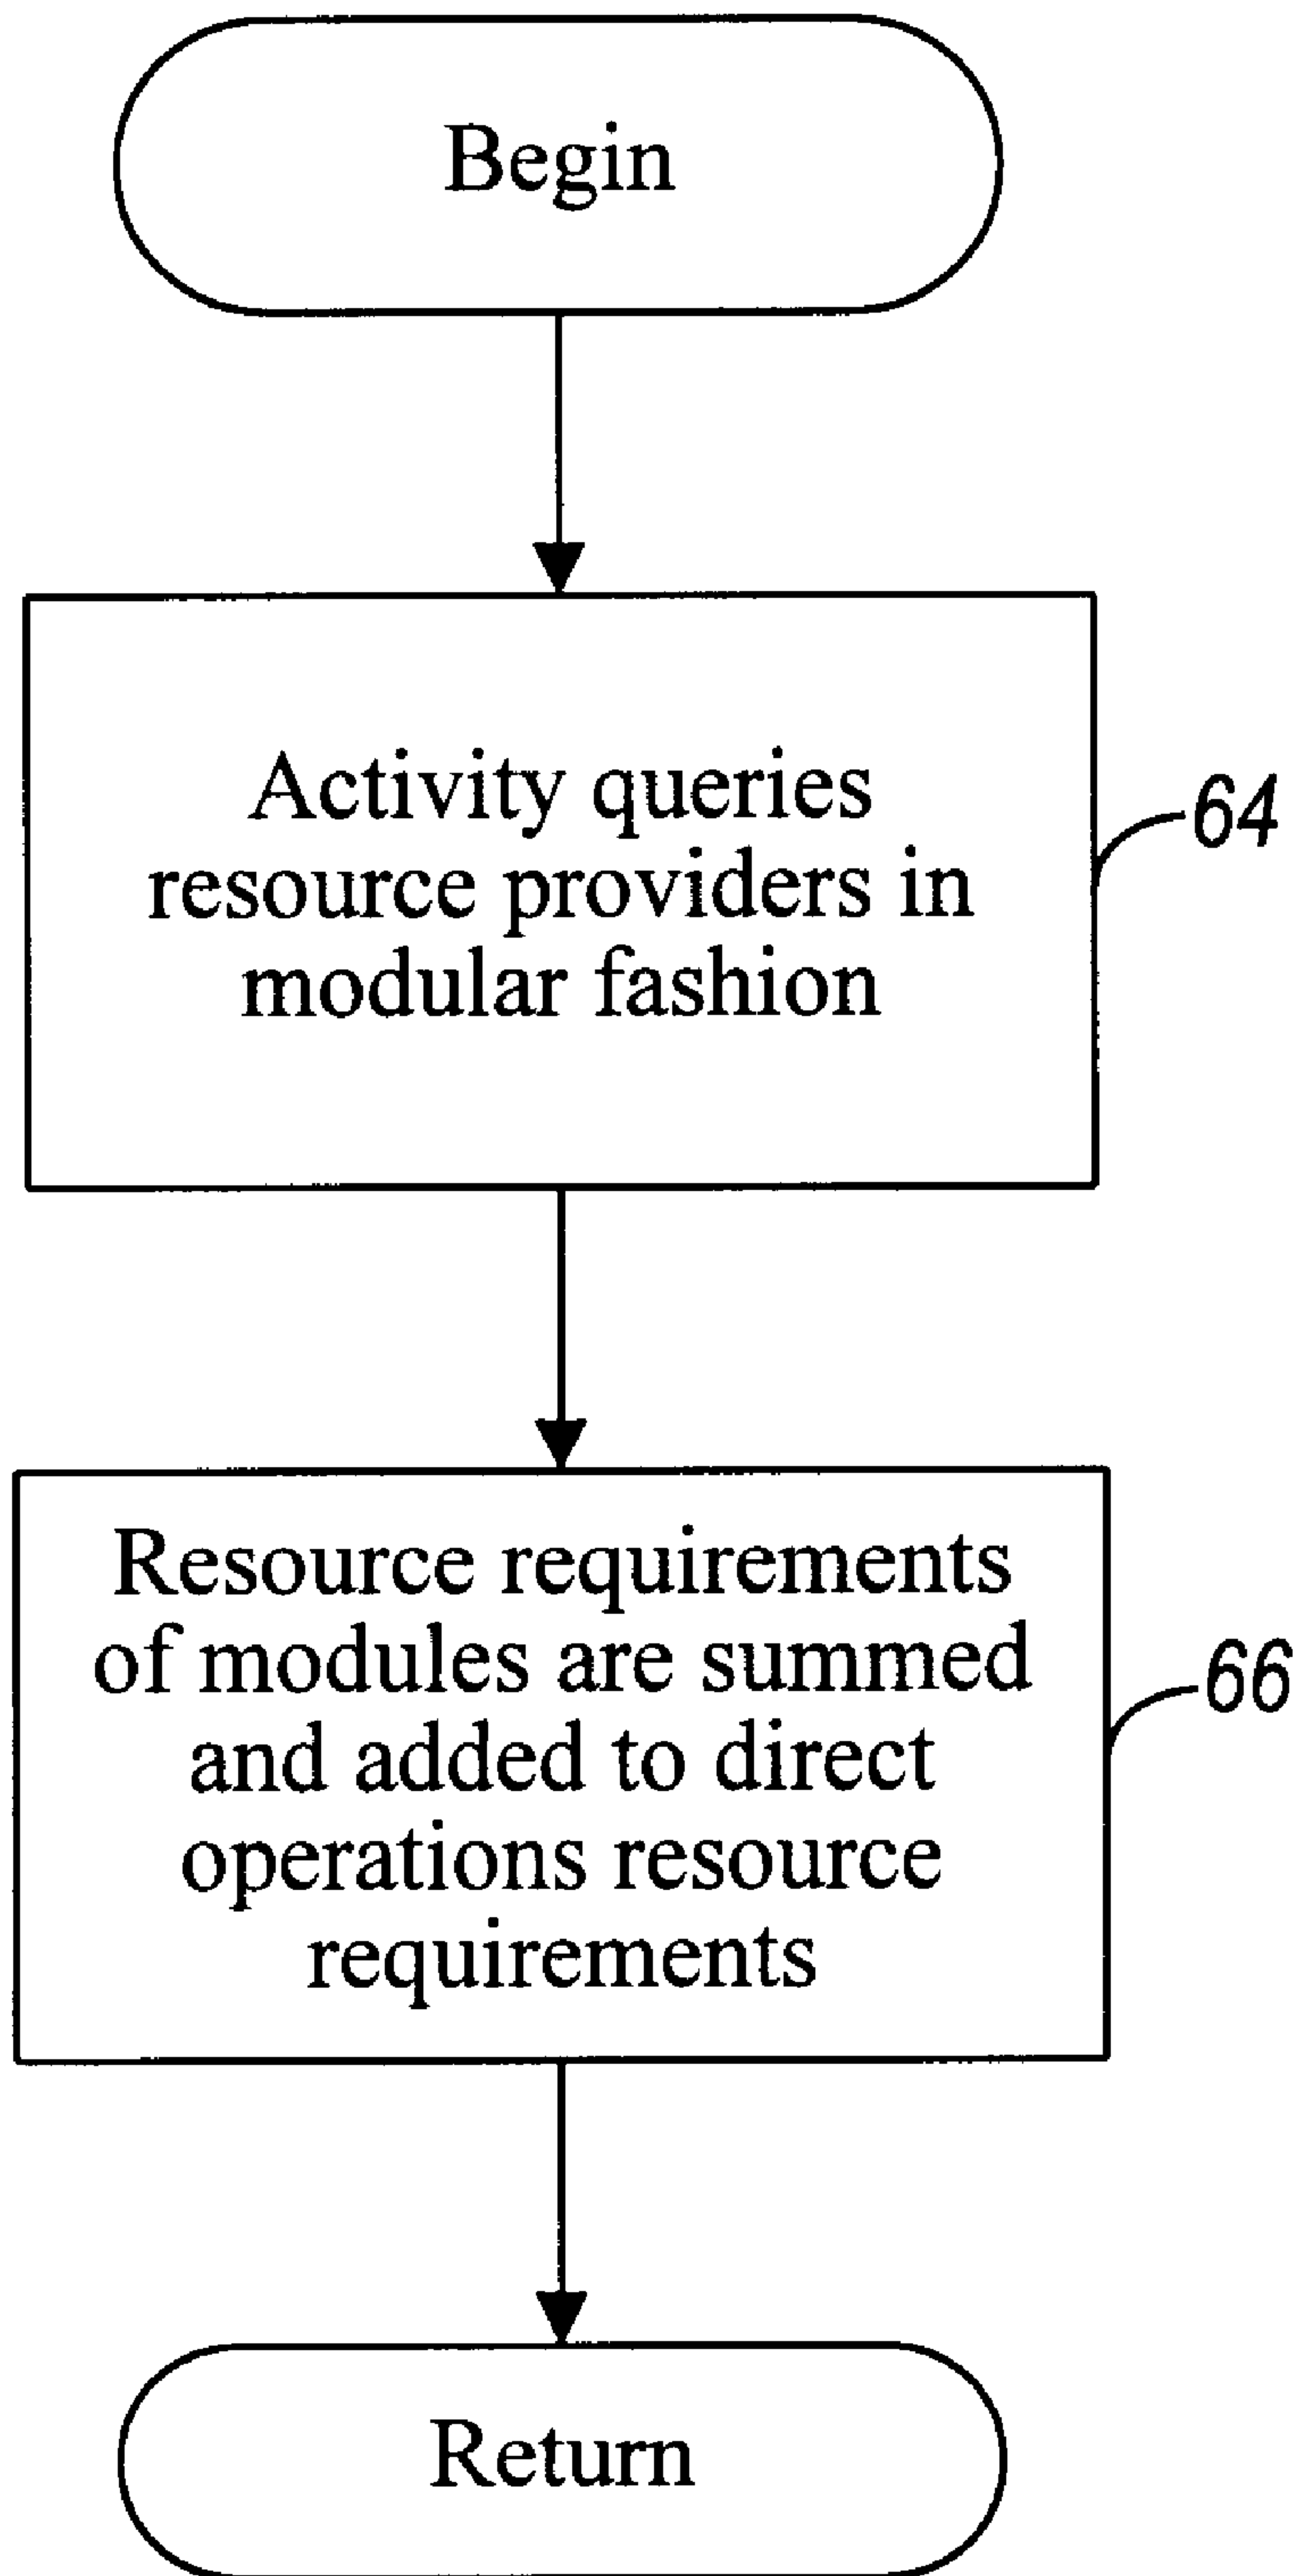 Begin
Activity queries
resource providers in
modular fashion
64
Resource requirements
of modules are summed
and added to direct
operations resource
requirements
66
Return